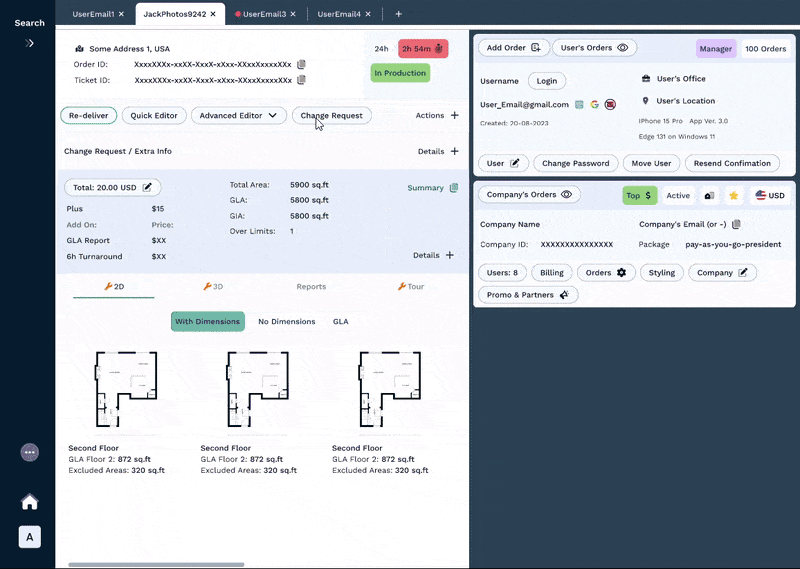 Search
UserEmail1 ✕
JackPhotos9242 ✕
UserEmail3 ✕
UserEmail4 ✕
+
Some Address 1, USA
24h
2h 54m
Order ID: XxxxXXXx-xxXX-XxxX-xXxx-XXxxXxxxxXXx
Ticket ID: XxxxXXXx-xxXX-XxxX-xXxx-XXxxXxxxxXXx
In Production
Re-deliver
Quick Editor
Advanced Editor
Change Request
Actions +
Change Request / Extra Info
Details +
Total: 20.00 USD
Plus $15
Add On: Price:
GLA Report $XX
6h Turnaround $XX
Total Area: 5900 sq.ft
GLA: 5800 sq.ft
GIA: 5800 sq.ft
Over Limits: 1
Summary
Details +
2D
3D
Reports
Tour
With Dimensions
No Dimensions
GLA
Second Floor
GLA Floor 2: 872 sq.ft
Excluded Areas: 320 sq.ft
Second Floor
GLA Floor 2: 872 sq.ft
Excluded Areas: 320 sq.ft
Second Floor
GLA Floor 2: 872 sq.ft
Excluded Areas: 320 sq.ft
A
Add Order
User's Orders
Manager
100 Orders
Username
Login
User_Email@gmail.com
Created: 20-08-2023
User's Office
User's Location
iPhone 15 Pro App Ver. 3.0
Edge 131 on Windows 11
User
Change Password
Move User
Resend Confimation
Company's Orders
Top $
Active
USD
Company Name
Company's Email (or -)
Company ID: XXXXXXXXXXXXXXX
Package pay-as-you-go-president
Users: 8
Billing
Orders
Styling
Company
Promo & Partners